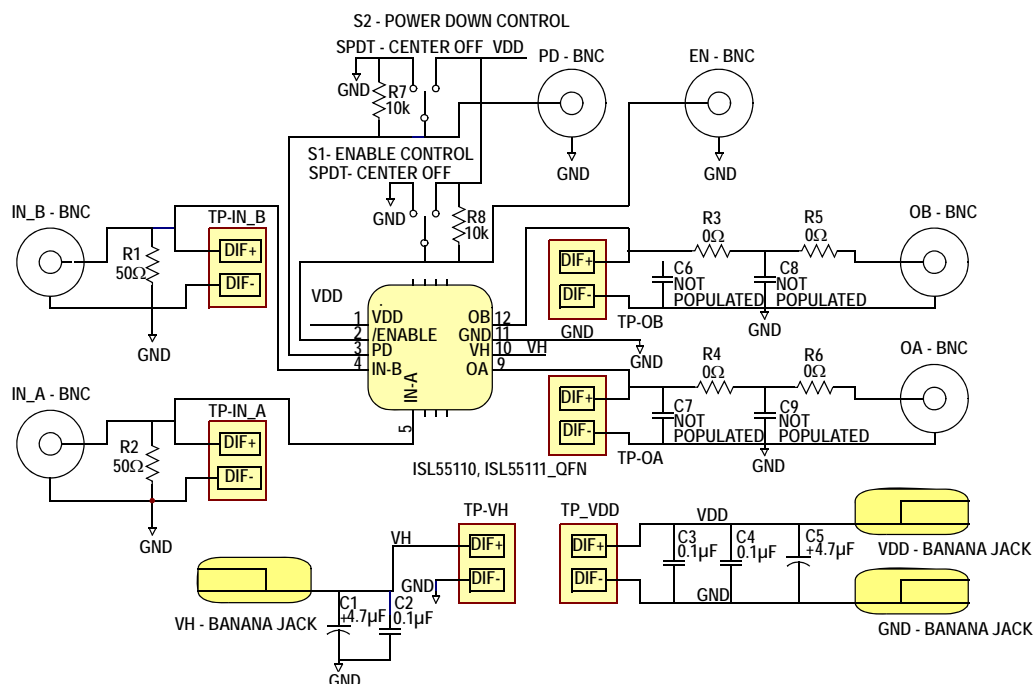 S2 - POWER DOWN CONTROL
SPDT - CENTER OFF
VDD
GND
R7
10k
PD - BNC
GND
EN - BNC
GND
S1- ENABLE CONTROL
SPDT- CENTER OFF
GND
R8
10k
IN_B - BNC
R1
50Ω
TP-IN_B
DIF+
DIF-
GND
VDD
1
VDD
2
/ENABLE
3
PD
4
IN-B
IN-A
5
OB
12
GND
11
VH
10
OA
9
VH
GND
DIF+
DIF-
GND
TP-OB
R3
0Ω
R5
0Ω
C6
NOT
POPULATED
C8
NOT
POPULATED
GND
OB - BNC
IN_A - BNC
R2
50Ω
TP-IN_A
DIF+
DIF-
GND
DIF+
DIF-
TP-OA
R4
0Ω
R6
0Ω
C7
NOT
POPULATED
C9
NOT
POPULATED
GND
OA - BNC
ISL55110, ISL55111_QFN
VH - BANANA JACK
VH
C1
+4.7µF
C2
0.1µF
GND
TP-VH
DIF+
DIF-
GND
TP_VDD
DIF+
DIF-
VDD
C3
0.1µF
C4
0.1µF
C5
+4.7µF
GND
VDD - BANANA JACK
GND - BANANA JACK